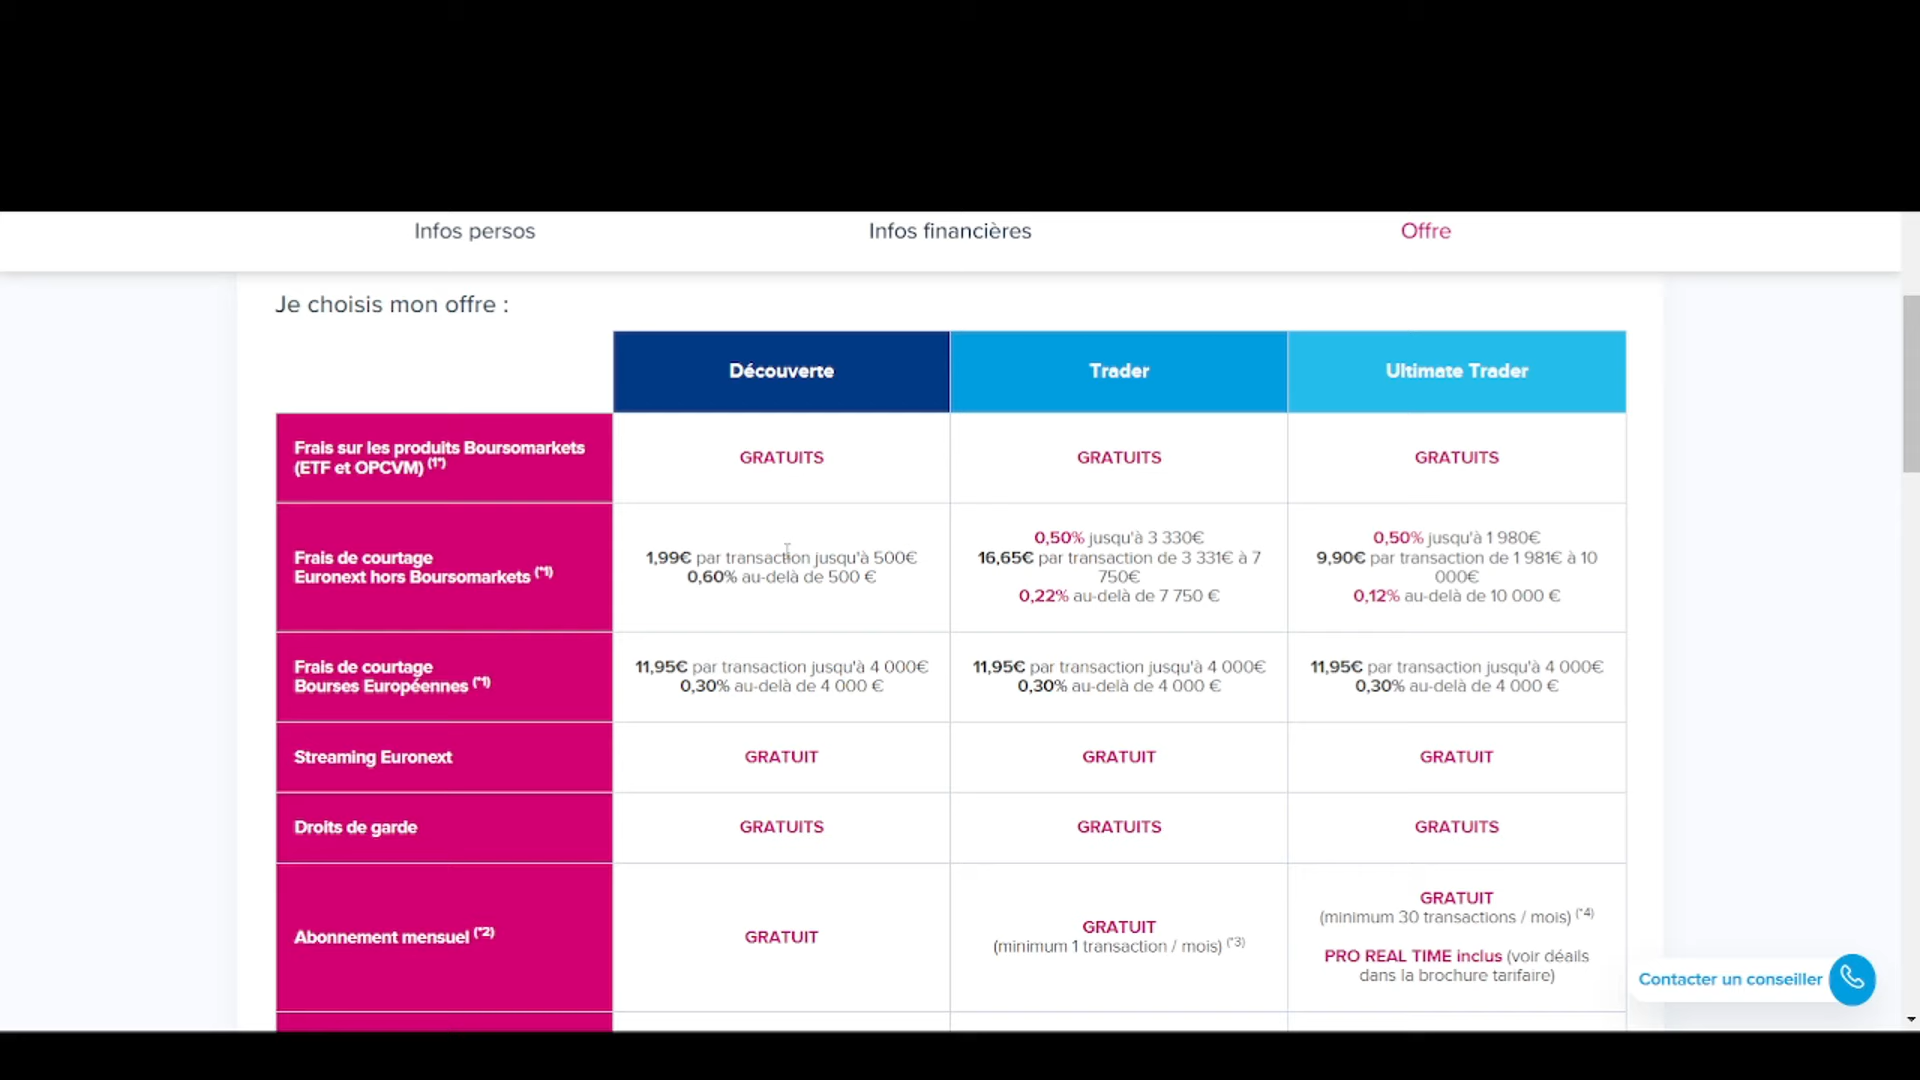 Infos persos
Infos financières
Offre
Je choisis mon offre :
Découverte
Trader
Ultimate Trader
Frais sur les produits Boursomarkets
(ETF et OPCVM) (1*)
GRATUITS
GRATUITS
GRATUITS
Frais de courtage
Euronext hors Boursomarkets (*1)
1,99€ par transaction jusqu'à 500€
0,60% au-delà de 500 €
0,50% jusqu'à 3 330€
16,65€ par transaction de 3 331€ à 7
750€
0,22% au-delà de 7 750 €
0,50% jusqu'à 1 980€
9,90€ par transaction de 1 981€ à 10
000€
0,12% au-delà de 10 000 €
Frais de courtage
Bourses Européennes (*1)
11,95€ par transaction jusqu'à 4 000€
0,30% au-delà de 4 000 €
11,95€ par transaction jusqu'à 4 000€
0,30% au-delà de 4 000 €
11,95€ par transaction jusqu'à 4 000€
0,30% au-delà de 4 000 €
Streaming Euronext
GRATUIT
GRATUIT
GRATUIT
Droits de garde
GRATUITS
GRATUITS
GRATUITS
Abonnement mensuel (*2)
GRATUIT
GRATUIT
(minimum 1 transaction / mois) (*3)
GRATUIT
(minimum 30 transactions / mois) (*4)
PRO REAL TIME inclus (voir déails
dans la brochure tarifaire)
Contacter un conseiller